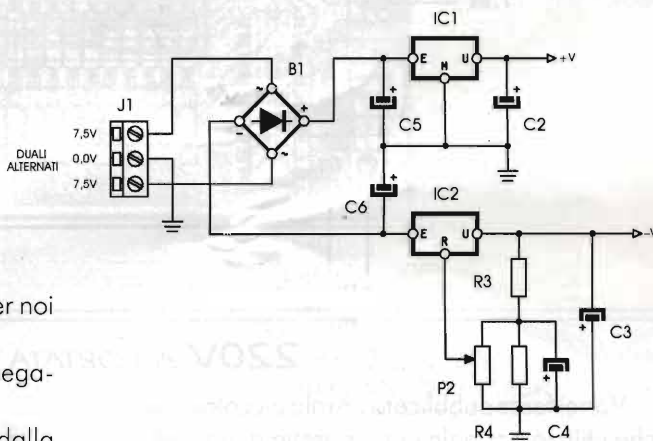 IC1
B1
+V
E
U
M
J1
C5
C2
7,5V
DUALI
ALTERNATI
0,0V
7,5V
~
+
-
~
C6
IC2
E
U
R
-V
R3
C3
P2
R4
C4
er noi
ega-
dalla
220V